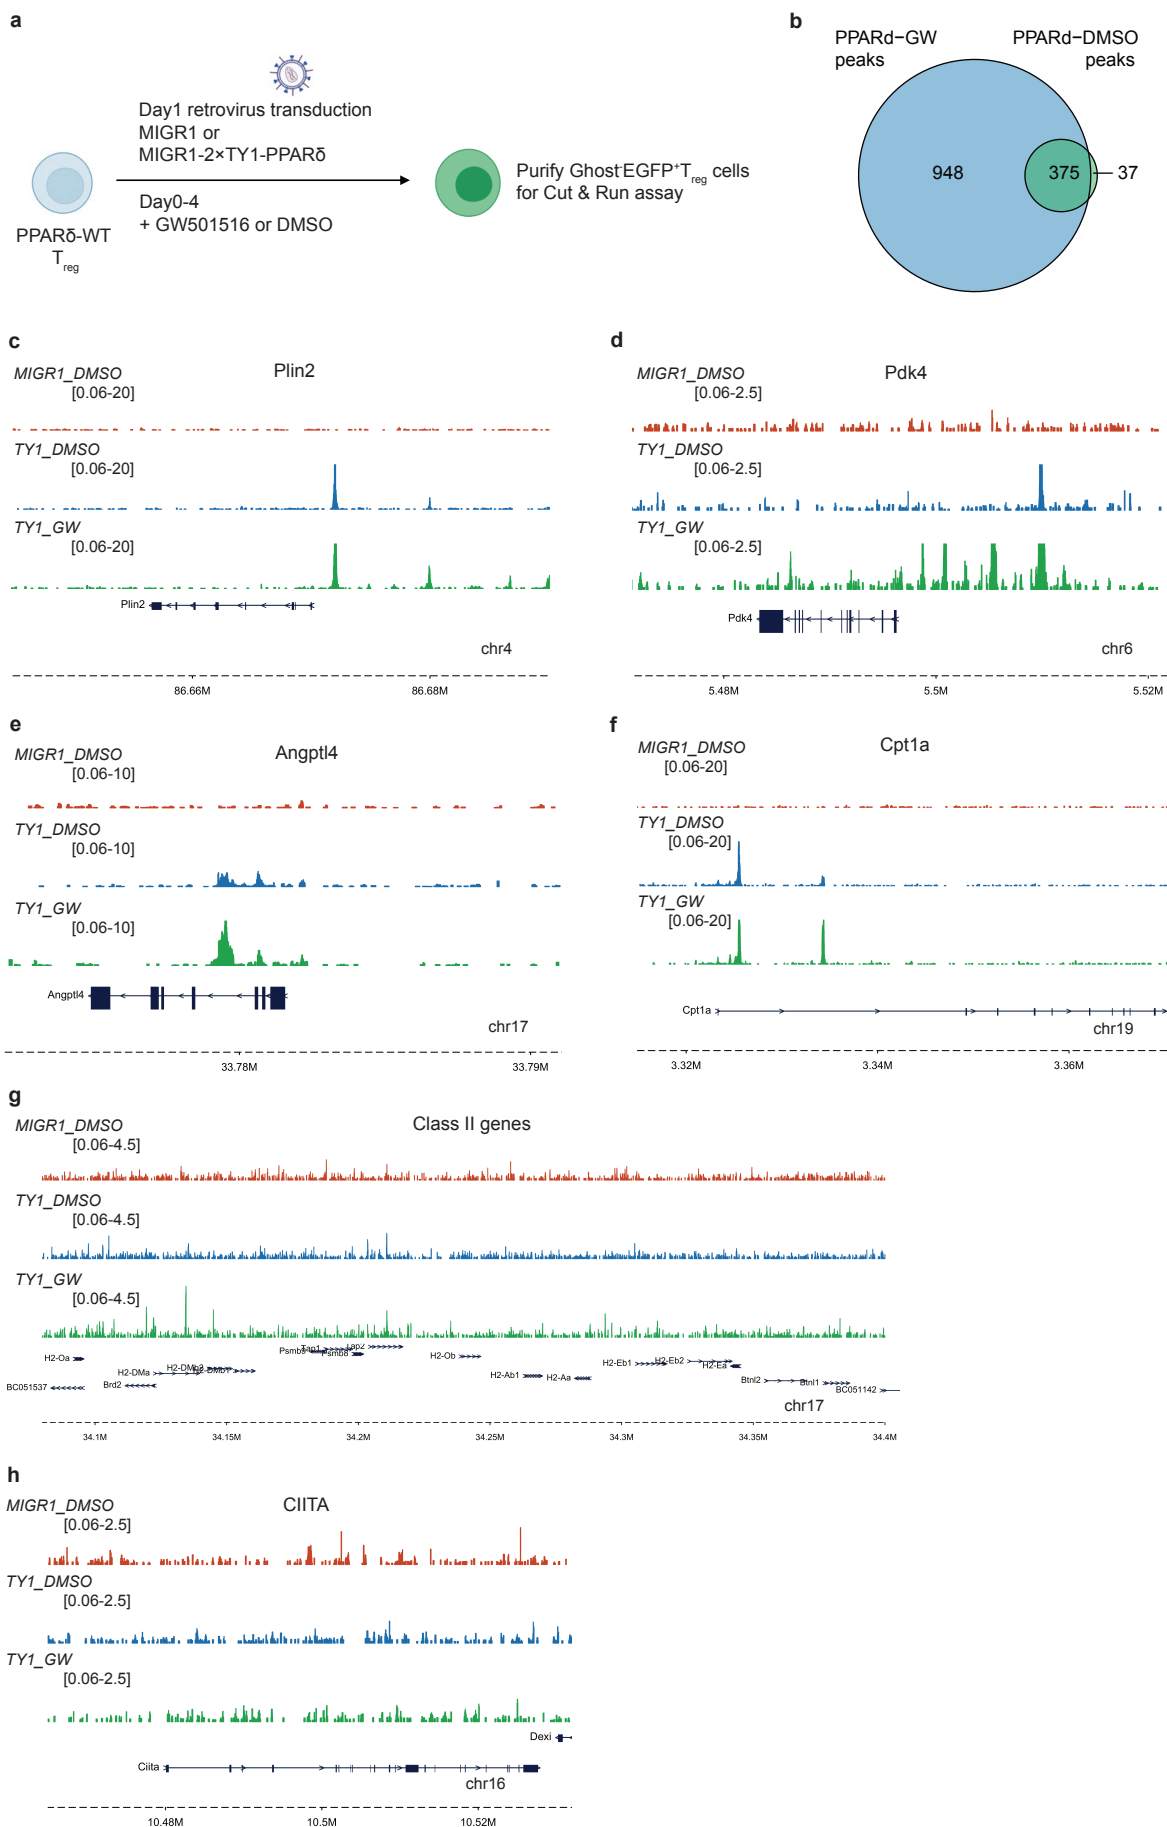 a
Day1 retrovirus transduction
MIGR1 or
MIGR1-2×TY1-PPARδ
Day0-4
+ GW501516 or DMSO
PPARδ-WT
Treg
Purify Ghost-EGFP+Treg cells
for Cut & Run assay
b
PPARd−GW
peaks
PPARd−DMSO
peaks
948
375
37
c
Plin2
MIGR1_DMSO
[0.06-20]
TY1_DMSO
[0.06-20]
TY1_GW
[0.06-20]
Plin2
chr4
86.66M
86.68M
d
Pdk4
MIGR1_DMSO
[0.06-2.5]
TY1_DMSO
[0.06-2.5]
TY1_GW
[0.06-2.5]
Pdk4
chr6
5.48M
5.5M
5.52M
e
Angptl4
MIGR1_DMSO
[0.06-10]
TY1_DMSO
[0.06-10]
TY1_GW
[0.06-10]
Angptl4
chr17
33.78M
33.79M
f
Cpt1a
MIGR1_DMSO
[0.06-20]
TY1_DMSO
[0.06-20]
TY1_GW
[0.06-20]
Cpt1a
chr19
3.32M
3.34M
3.36M
g
Class II genes
MIGR1_DMSO
[0.06-4.5]
TY1_DMSO
[0.06-4.5]
TY1_GW
[0.06-4.5]
H2-Oa
BC051537
H2-DMa
Brd2
H2-DMb2
H2-DMb1
Psmb9
Tap1
Psmb8
Tap2
H2-Ob
H2-Ab1
H2-Aa
H2-Eb1
H2-Eb2
H2-Ea
Btnl2
Btnl1
BC051142
chr17
34.1M
34.15M
34.2M
34.25M
34.3M
34.35M
34.4M
h
CIITA
MIGR1_DMSO
[0.06-2.5]
TY1_DMSO
[0.06-2.5]
TY1_GW
[0.06-2.5]
Dexi
Ciita
chr16
10.48M
10.5M
10.52M